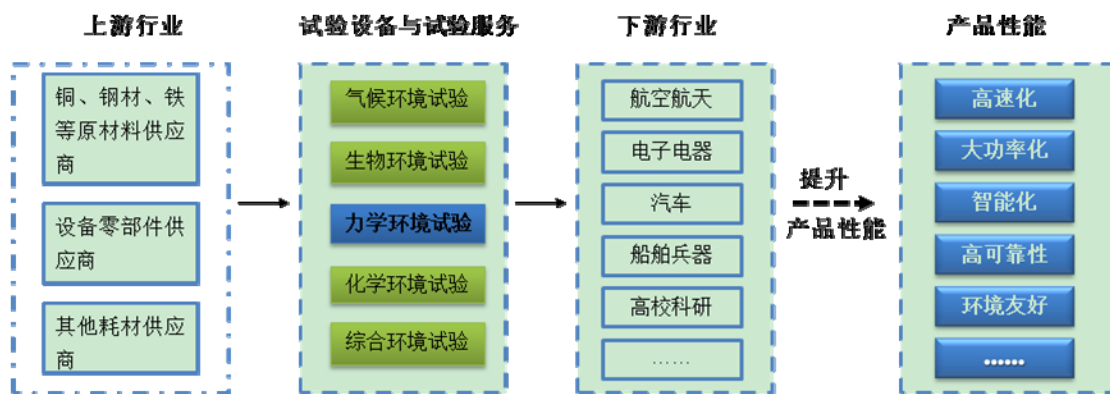 上游行业
铜、钢材、铁
等原材料供应
商
设备零部件供
应商
其他耗材供应
商
试验设备与试验服务
气候环境试验
生物环境试验
力学环境试验
化学环境试验
综合环境试验
下游行业
航空航天
电子电器
汽车
船舶兵器
高校科研
……
提升
产品性能
产品性能
高速化
大功率化
智能化
高可靠性
环境友好
……